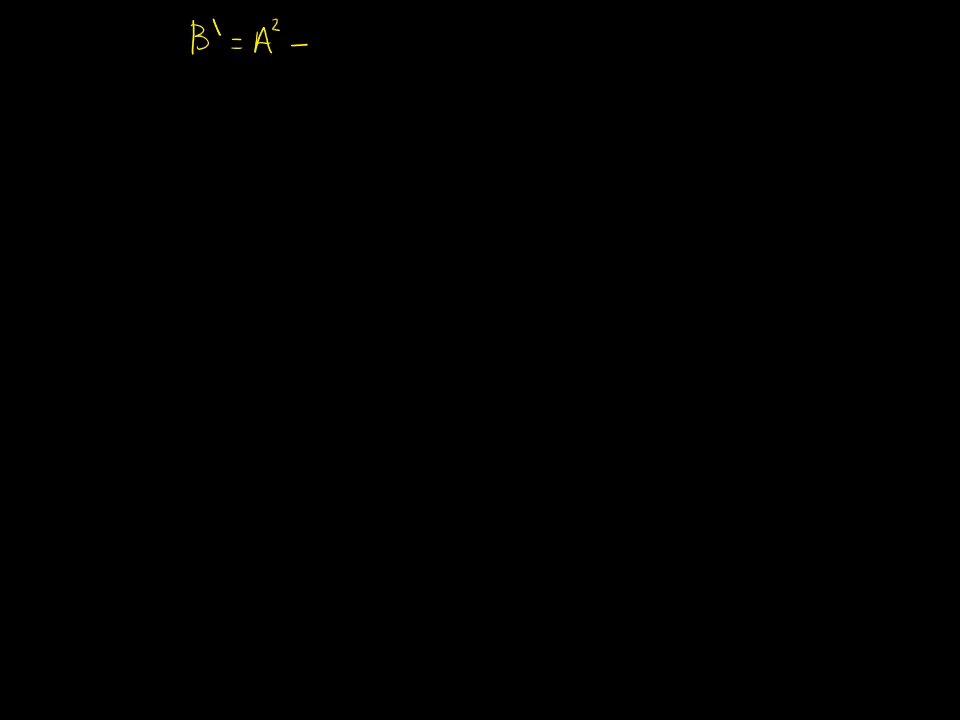 B' = A² −